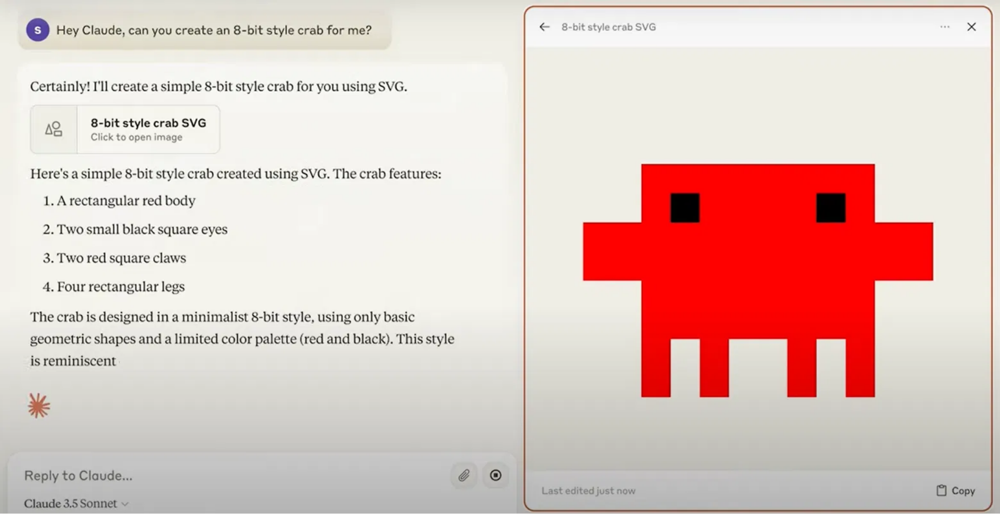 S
Hey Claude, can you create an 8-bit style crab for me?
Certainly! I'll create a simple 8-bit style crab for you using SVG.
8-bit style crab SVG
Click to open image
Here's a simple 8-bit style crab created using SVG. The crab features:
1. A rectangular red body
2. Two small black square eyes
3. Two red square claws
4. Four rectangular legs
The crab is designed in a minimalist 8-bit style, using only basic
geometric shapes and a limited color palette (red and black). This style
is reminiscent
Reply to Claude...
Claude 3.5 Sonnet
8-bit style crab SVG
Last edited just now
Copy